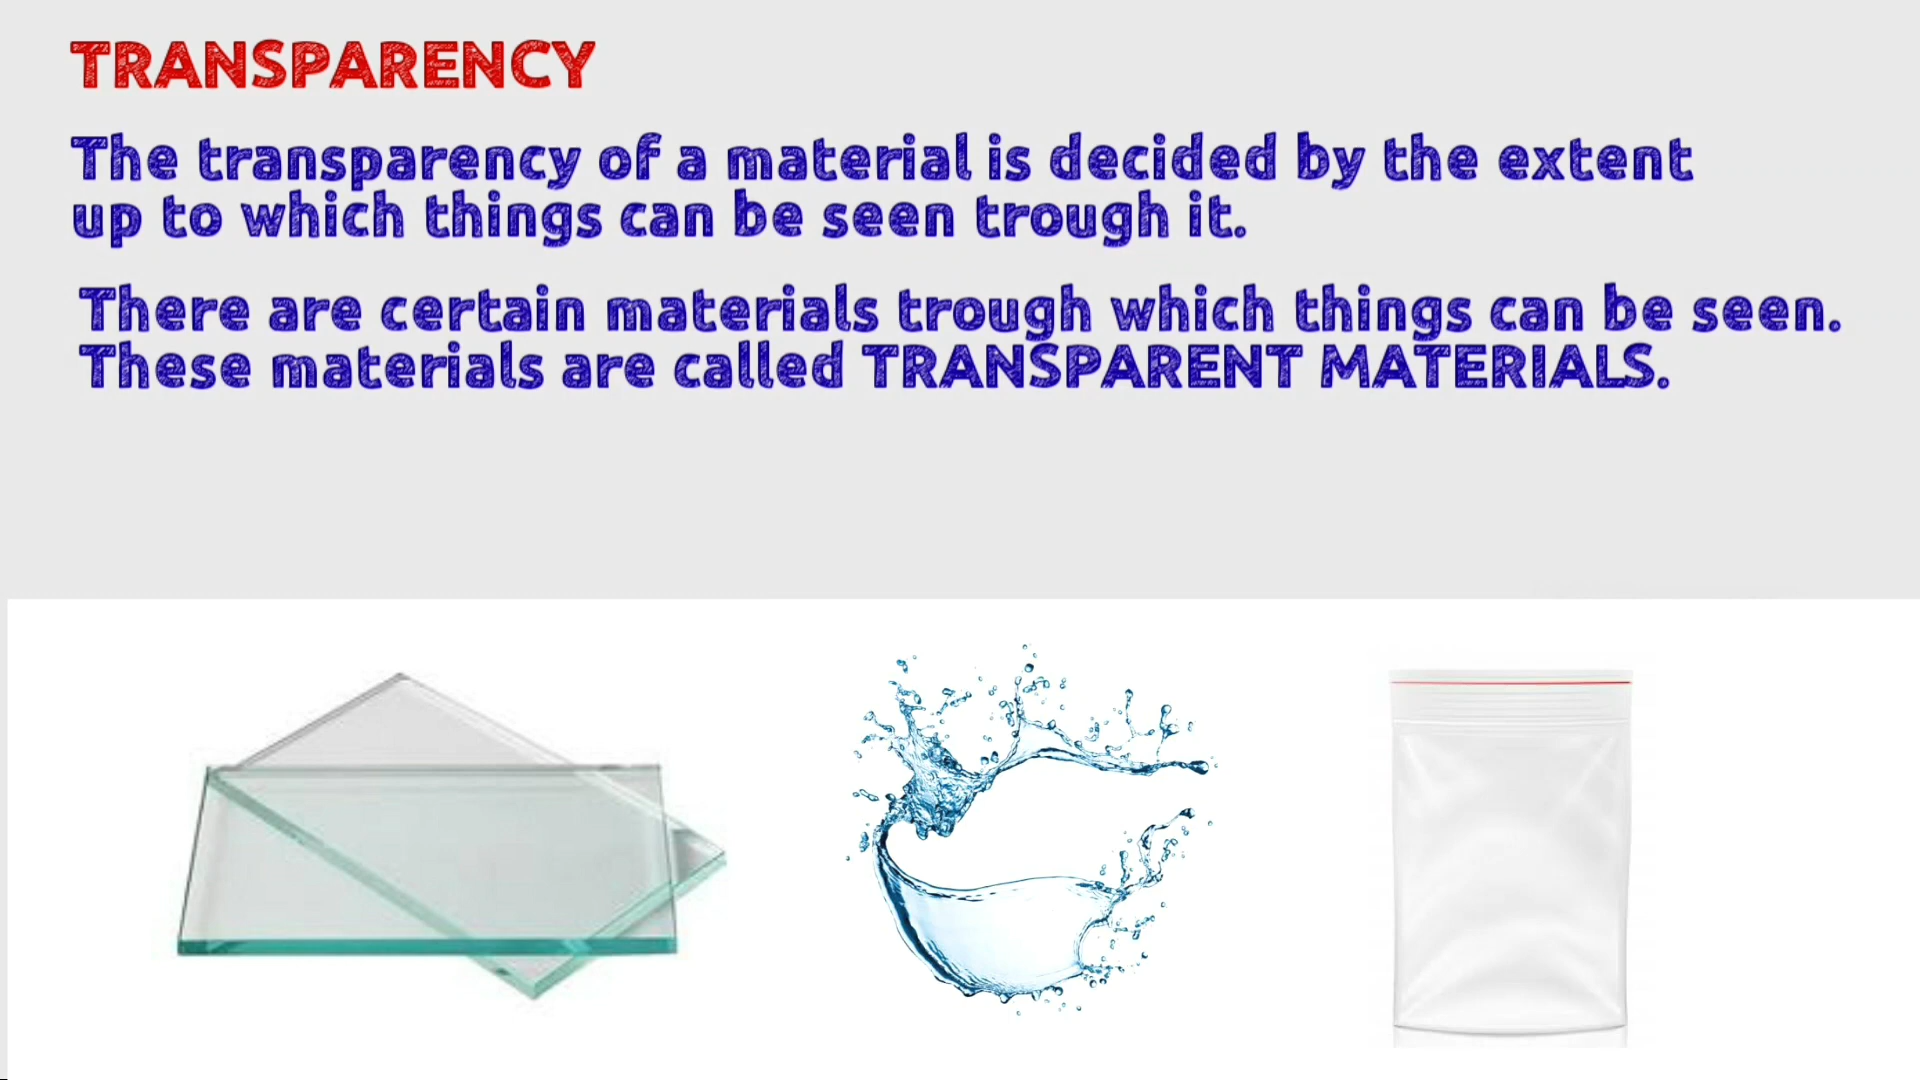 TRANSPARENCY
The transparency of a material is decided by the extent
up to which things can be seen trough it.
There are certain materials trough which things can be seen.
These materials are called TRANSPARENT MATERIALS.